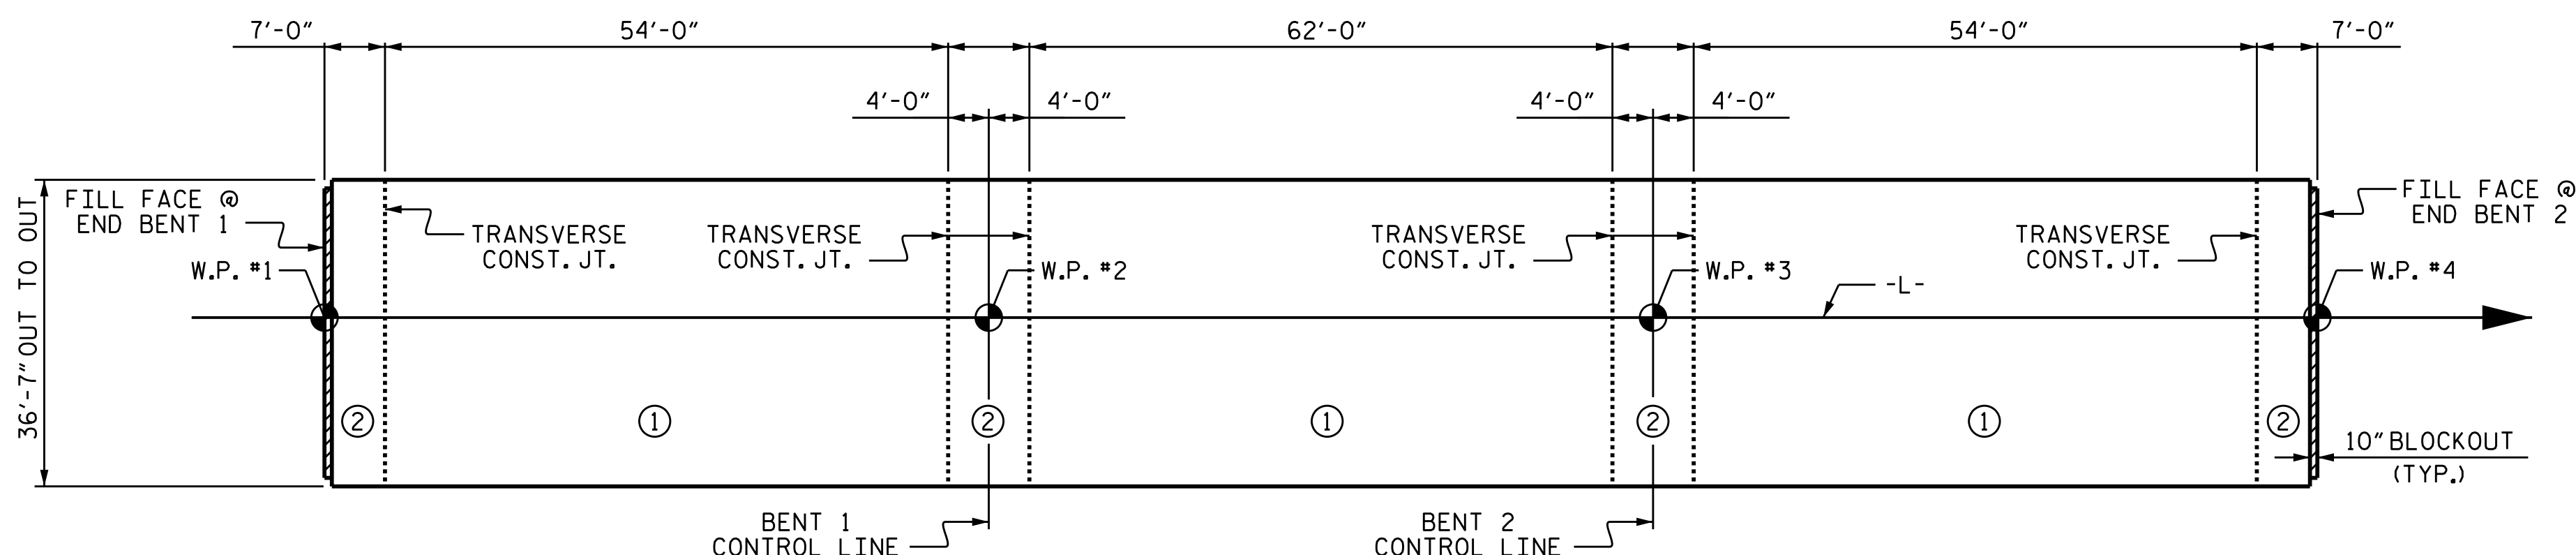 7'-0" 54'-0" 62'-0" 54'-0" 7'-0"
4'-0" 4'-0" 4'-0" 4'-0"
36'-7" OUT TO OUT
FILL FACE @
END BENT 1
TRANSVERSE
CONST. JT.
TRANSVERSE
CONST. JT.
TRANSVERSE
CONST. JT.
TRANSVERSE
CONST. JT.
FILL FACE @
END BENT 2
W.P. #1
W.P. #2
W.P. #3
-L-
W.P. #4
2 1 2 1 2 1 2
10" BLOCKOUT
(TYP.)
BENT 1
CONTROL LINE
BENT 2
CONTROL LINE